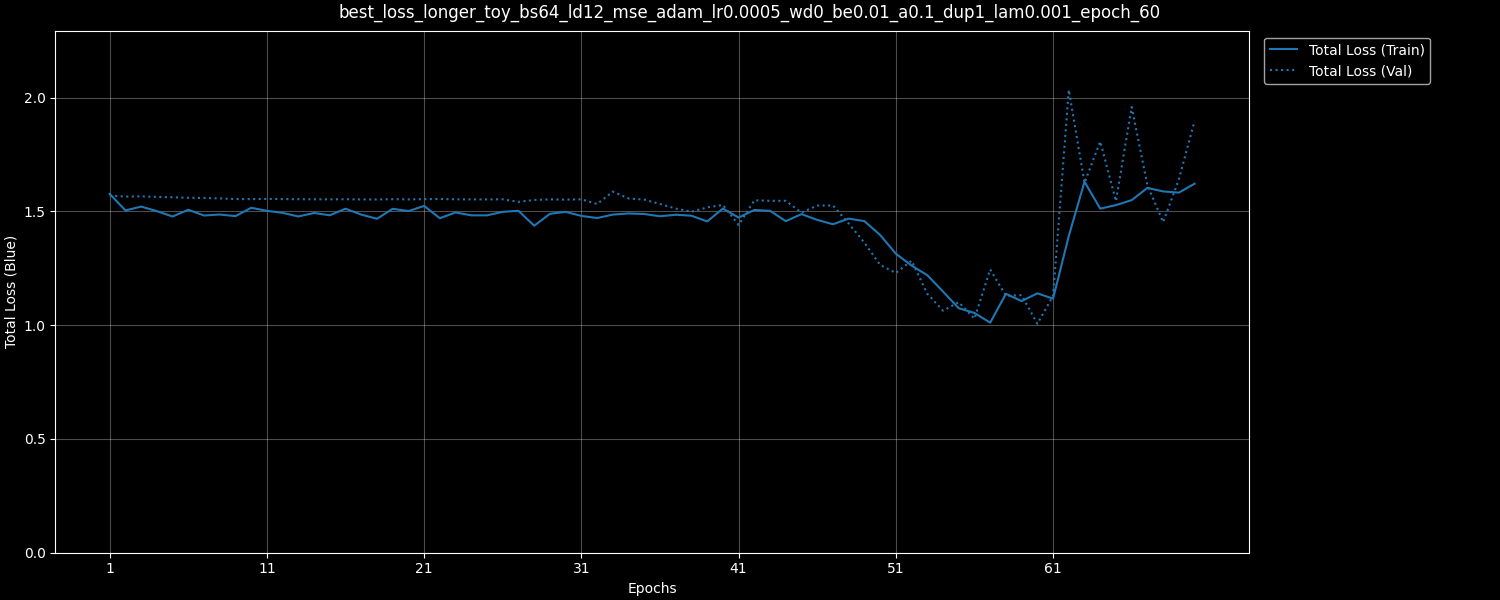 best_loss_longer_toy_bs64_ld12_mse_adam_lr0.0005_wd0_be0.01_a0.1_dup1_lam0.001_epoch_60
Total Loss (Train)
Total Loss (Val)
2.0
1.5
1.0
0.5
0.0
Total Loss (Blue)
1 11 21 31 41 51 61
Epochs